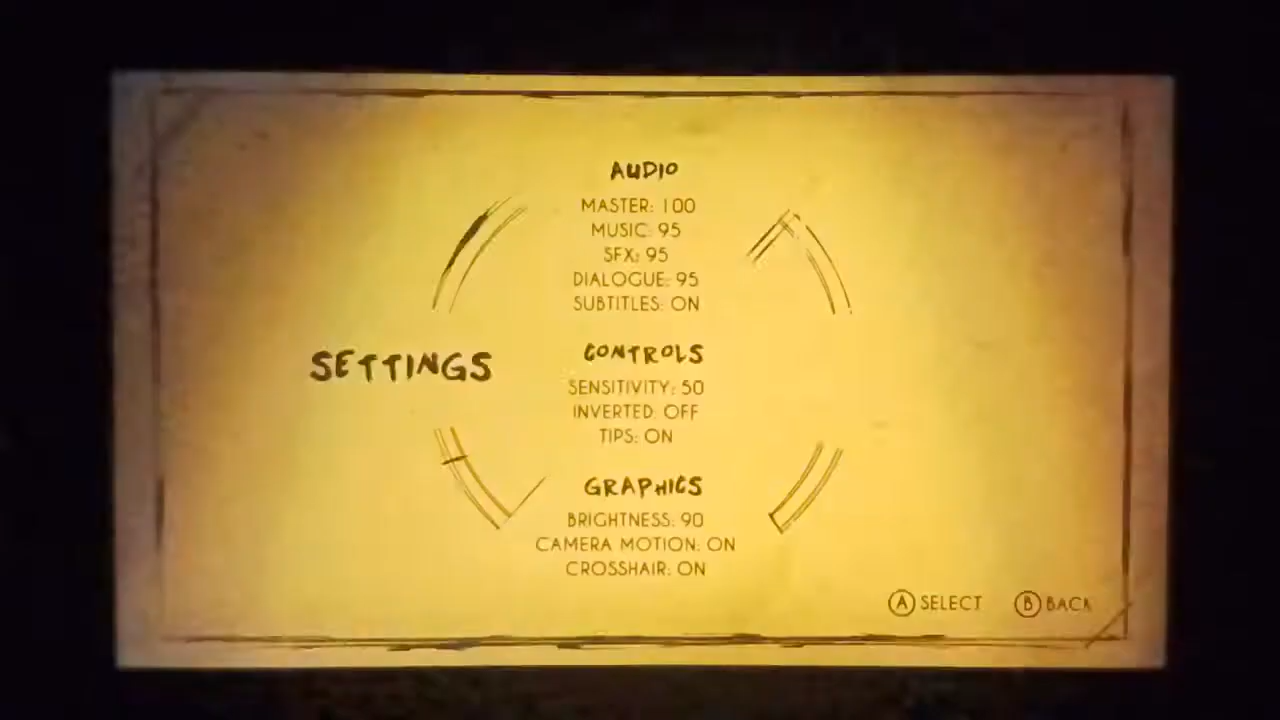 AUDIO
MASTER: 100
MUSIC: 95
SFX: 95
DIALOGUE: 95
SUBTITLES: ON
SETTINGS
CONTROLS
SENSITIVITY: 50
INVERTED: OFF
TIPS: ON
GRAPHICS
BRIGHTNESS: 90
CAMERA MOTION: ON
CROSSHAIR: ON
A SELECT B BACK